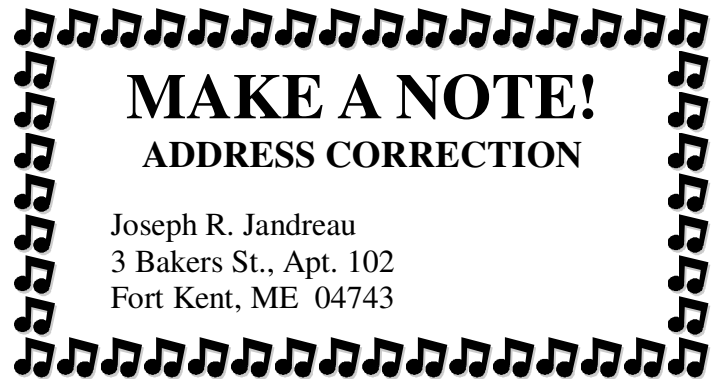 MAKE A NOTE!
ADDRESS CORRECTION
Joseph R. Jandreau
3 Bakers St., Apt. 102
Fort Kent, ME  04743